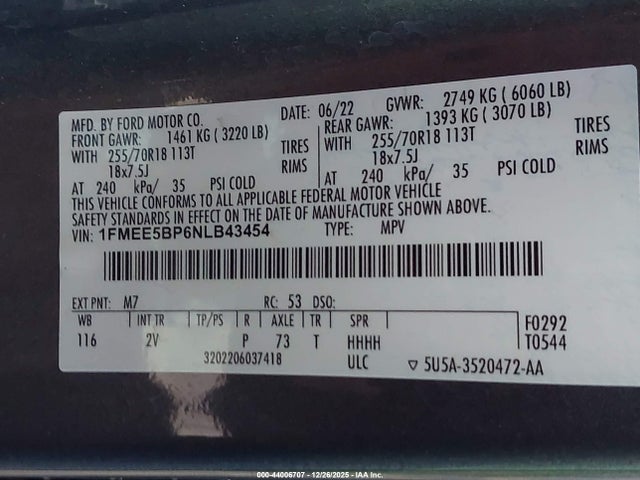 MFD. BY FORD MOTOR CO. DATE: 06/22 GVWR: 2749 KG ( 6060 LB)
FRONT GAWR: 1461 KG ( 3220 LB) REAR GAWR: 1393 KG ( 3070 LB)
WITH 255/70R18 113T TIRES WITH 255/70R18 113T TIRES
18x7.5J RIMS 18x7.5J RIMS
AT 240 kPa/ 35 PSI COLD AT 240 kPa/ 35 PSI COLD
THIS VEHICLE CONFORMS TO ALL APPLICABLE FEDERAL MOTOR VEHICLE
SAFETY STANDARDS IN EFFECT ON THE DATE OF MANUFACTURE SHOWN ABOVE.
VIN: 1FMEE5BP6NLB43454 TYPE: MPV
EXT PNT: M7 RC: 53 DSO:
WB INT TR TP/PS R AXLE TR SPR F0292
116 2V P 73 T HHHH T0544
3202206037418 ULC ▽ 5U5A-3520472-AA
000-44006707 - 12/26/2025 - IAA Inc.